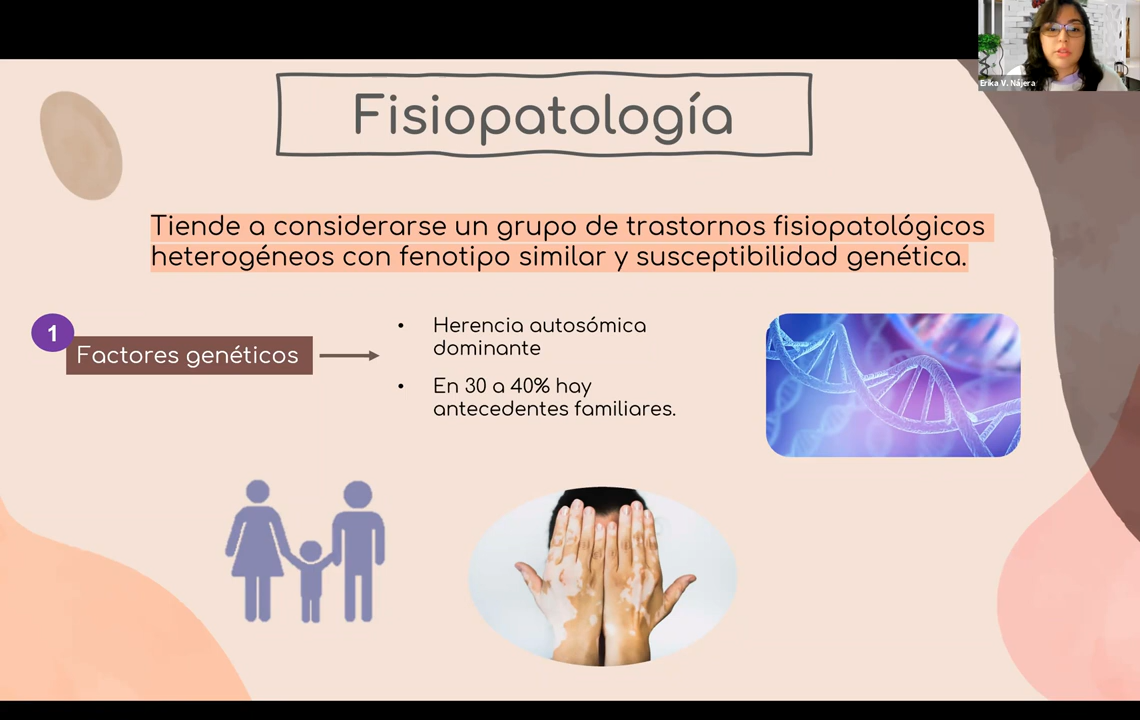 Erika V. Nájera
Fisiopatología
Tiende a considerarse un grupo de trastornos fisiopatológicos
heterogéneos con fenotipo similar y susceptibilidad genética.
1
Factores genéticos
• Herencia autosómica
dominante
• En 30 a 40% hay
antecedentes familiares.